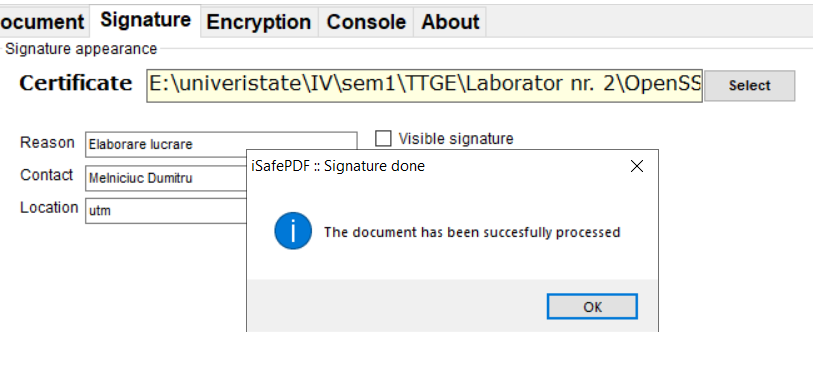 ocument Signature Encryption Console About
Signature appearance
Certificate E:\univeristate\IV\sem1\TTGE\Laborator nr. 2\OpenSS Select
Reason Elaborare lucrare Visible signature
Contact Melniciuc Dumitru
Location utm
iSafePDF :: Signature done
The document has been succesfully processed
OK